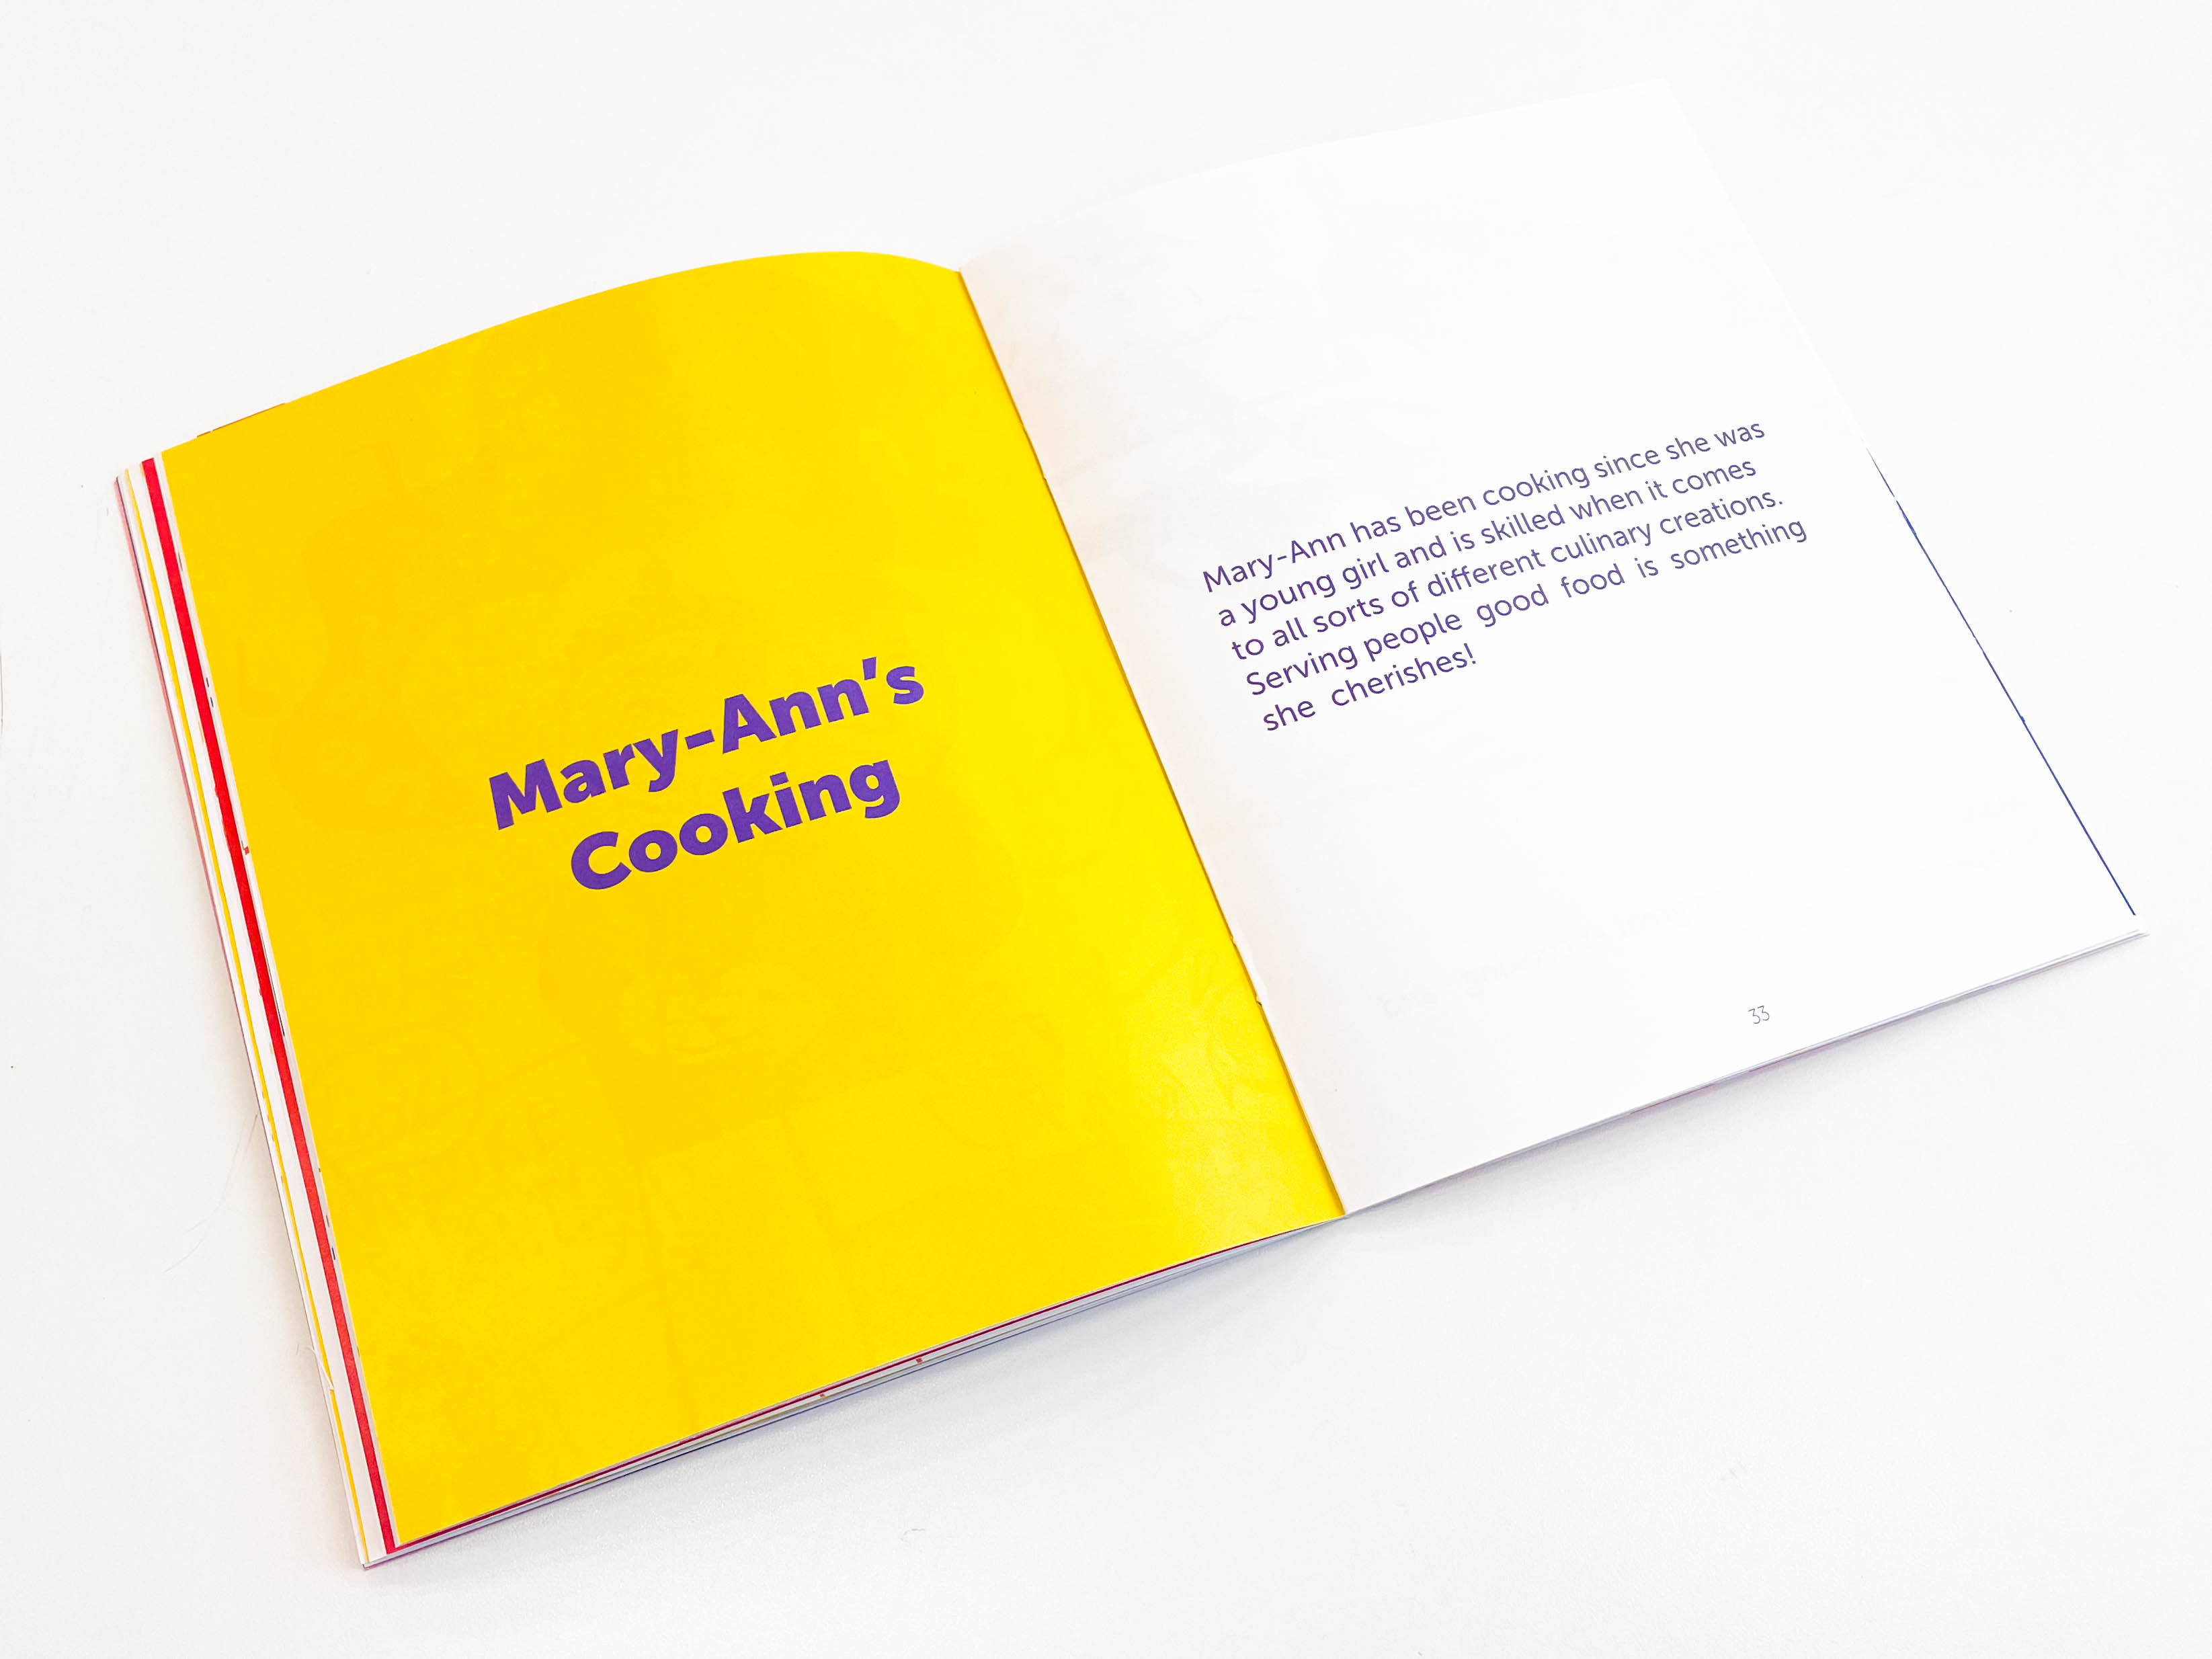 Mary-Ann's
Cooking
Mary-Ann has been cooking since she was
a young girl and is skilled when it comes
to all sorts of different culinary creations.
Serving people good food is something
she cherishes!
33